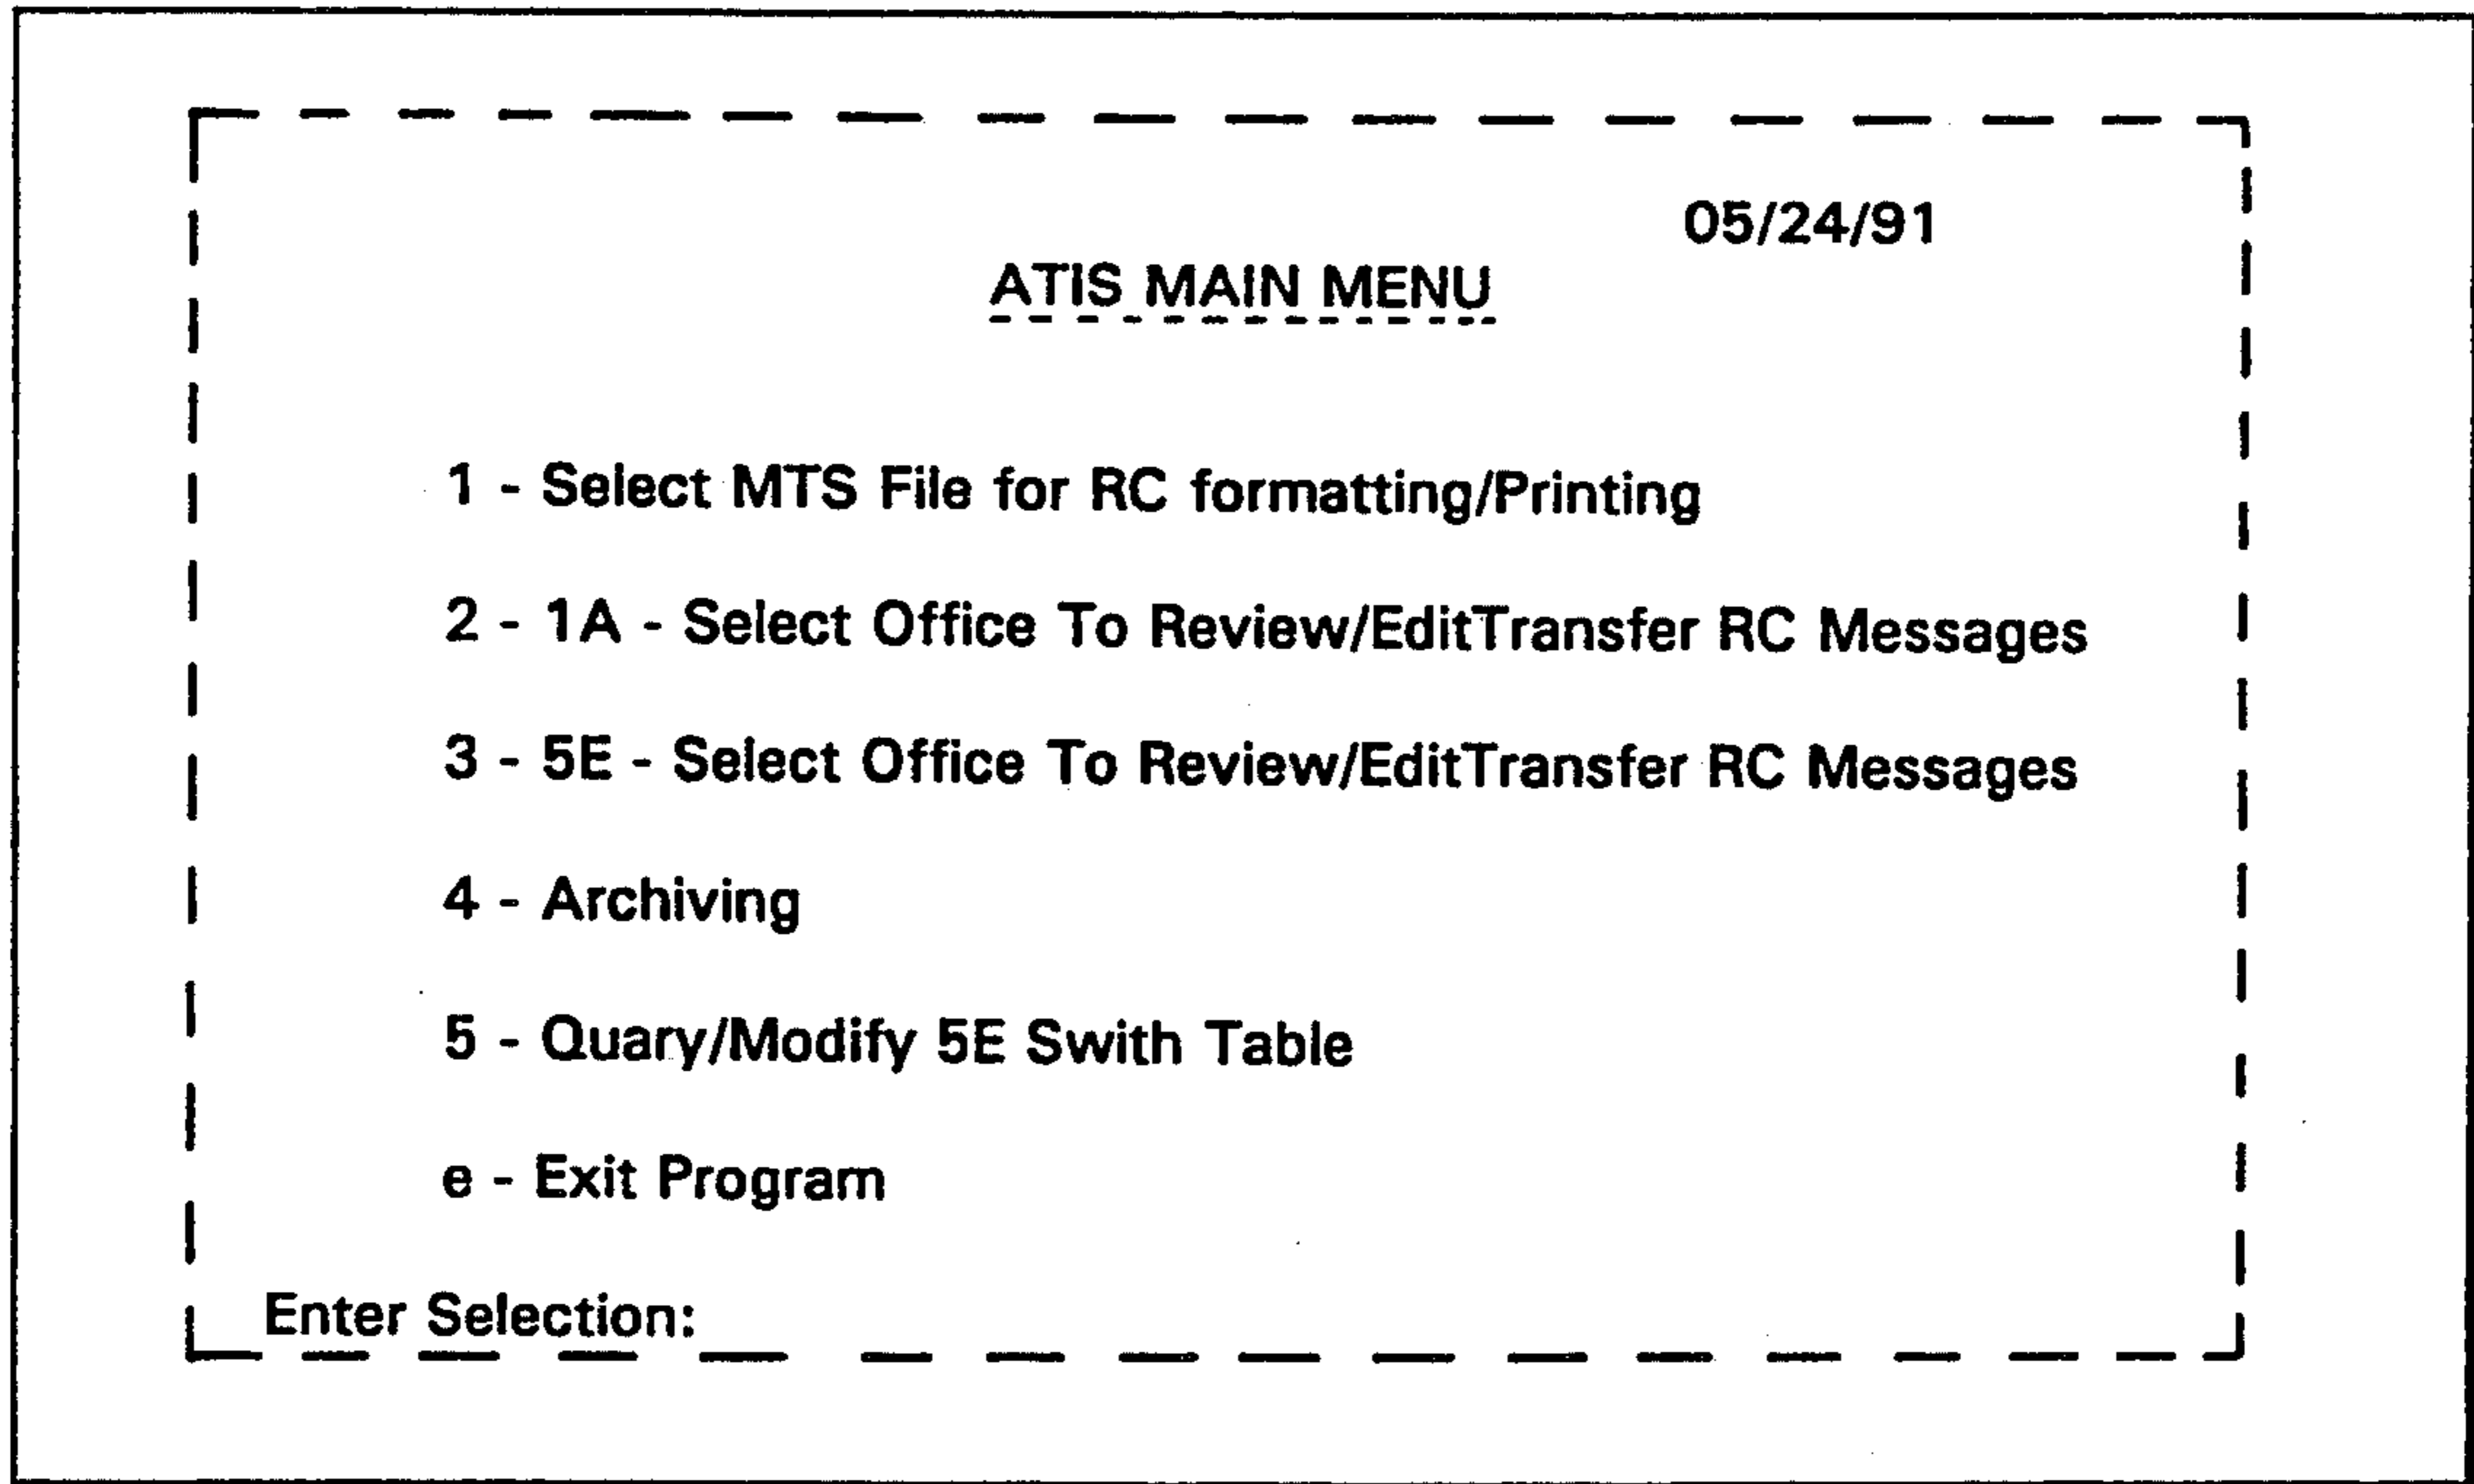 05/24/91
ATIS MAIN MENU
1 - Select MTS File for RC formatting/Printing
2 - 1A - Select Office To Review/EditTransfer RC Messages
3 - 5E - Select Office To Review/EditTransfer RC Messages
4 - Archiving
5 - Quary/Modify 5E Swith Table
e - Exit Program
Enter Selection: